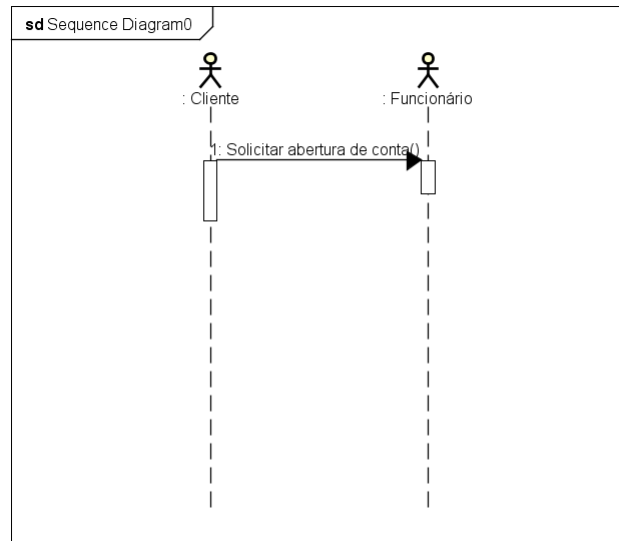 sd Sequence Diagram0
: Cliente
: Funcionário
1: Solicitar abertura de conta()